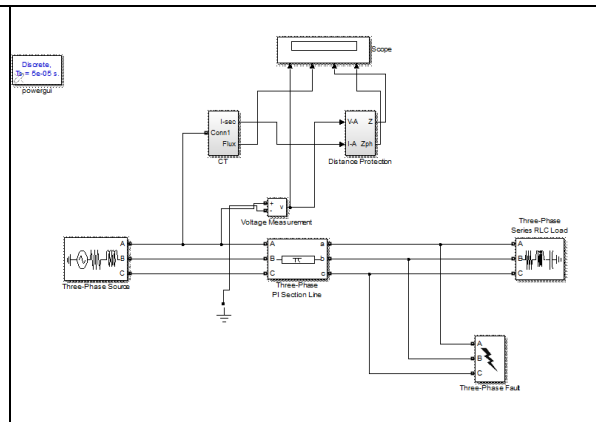 Scope
Discrete,
Ts = 5e-05 s.
powergui
I-sec
Conn1
Flux
CT
V-A
Z
I-A
Zph
Distance Protection
+
-
v
Voltage Measurement
Three-Phase
Series RLC Load
A
B
C
Three-Phase Source
A
B
C
a
b
c
Three-Phase
PI Section Line
A
B
C
A
B
C
Three-Phase Fault